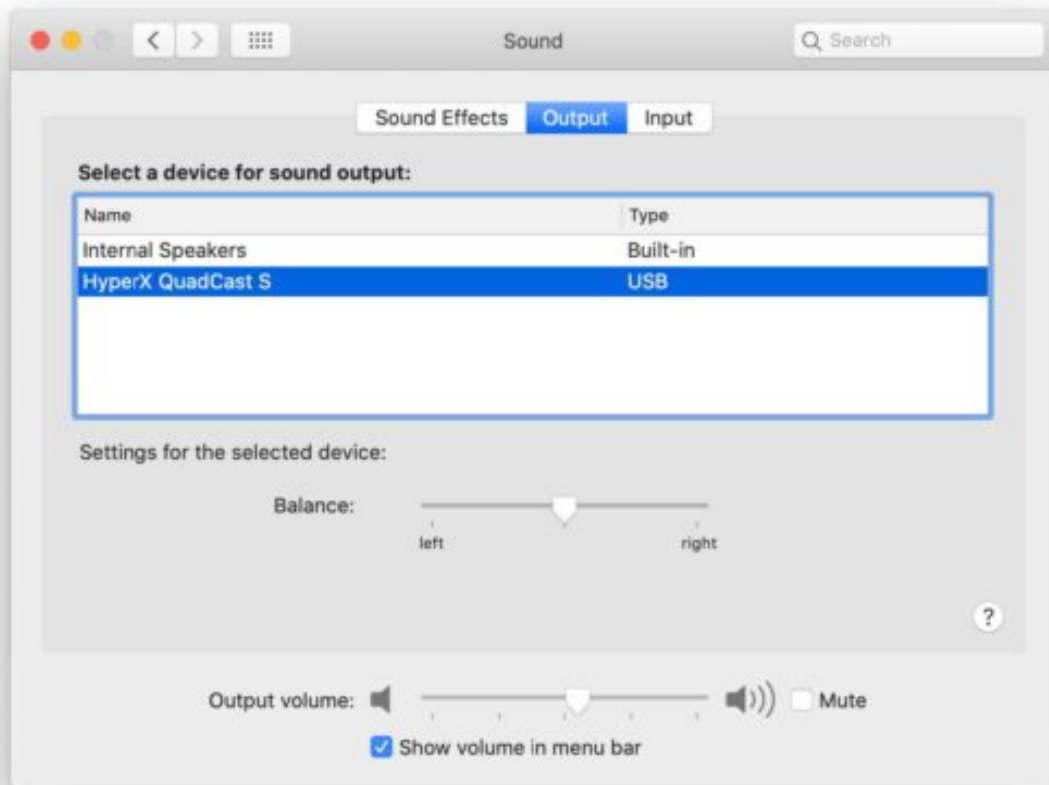 Sound
Search
Sound Effects Output Input
Select a device for sound output:
Name Type
Internal Speakers Built-in
HyperX QuadCast S USB
Settings for the selected device:
Balance:
left right
?
Output volume: Mute
Show volume in menu bar